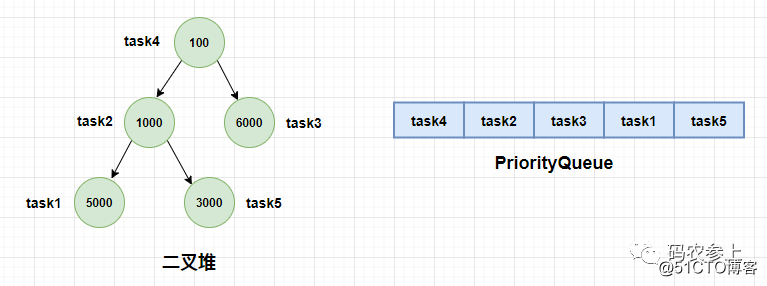 task4
100
task2
1000
6000
task3
task1
5000
3000
task5
二叉堆
task4 task2 task3 task1 task5
PriorityQueue
码农参上
@51CTO博客